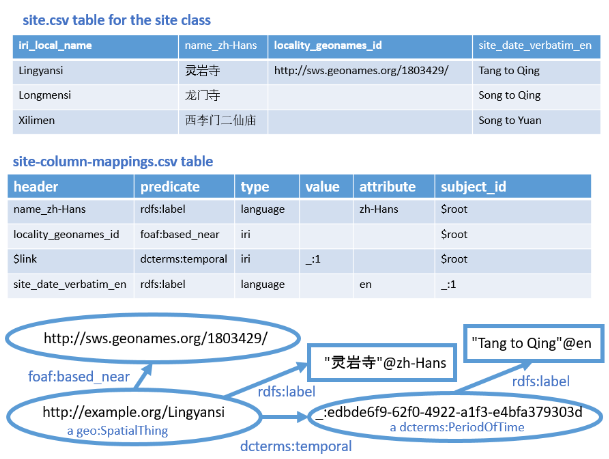 site.csv table for the site class
iri_local_name name_zh-Hans locality_geonames_id site_date_verbatim_en
Lingyansi 灵岩寺 http://sws.geonames.org/1803429/ Tang to Qing
Longmensi 龙门寺 Song to Qing
Xilimen 西李门二仙庙 Song to Yuan
site-column-mappings.csv table
header predicate type value attribute subject_id
name_zh-Hans rdfs:label language zh-Hans $root
locality_geonames_id foaf:based_near iri $root
$link dcterms:temporal iri _:1 $root
site_date_verbatim_en rdfs:label language en _:1
http://sws.geonames.org/1803429/
"灵岩寺"@zh-Hans
"Tang to Qing"@en
foaf:based_near
rdfs:label
rdfs:label
http://example.org/Lingyansi
a geo:SpatialThing
_:edbde6f9-62f0-4922-a1f3-e4bfa379303d
a dcterms:PeriodOfTime
dcterms:temporal